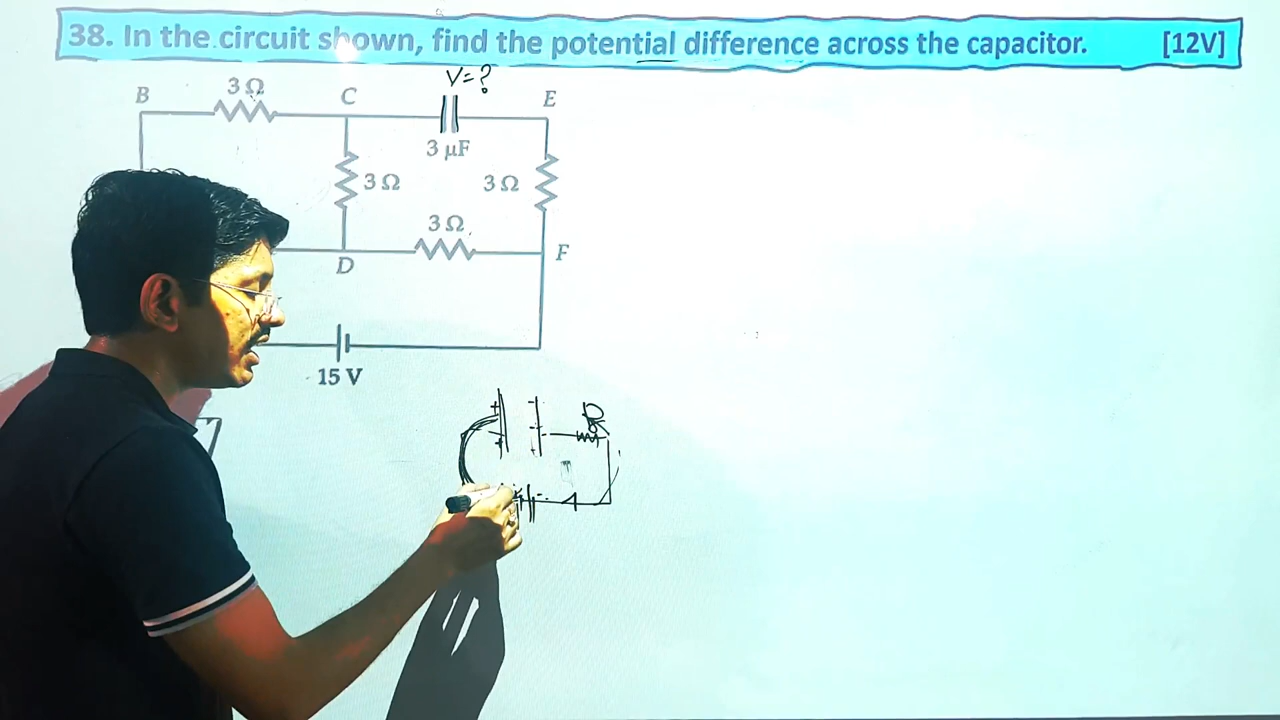 38. In the circuit shown, find the potential difference across the capacitor. [12V]
V=?
B 3 Ω C E
3 μF
3 Ω 3 Ω
3 Ω
D F
15 V
R